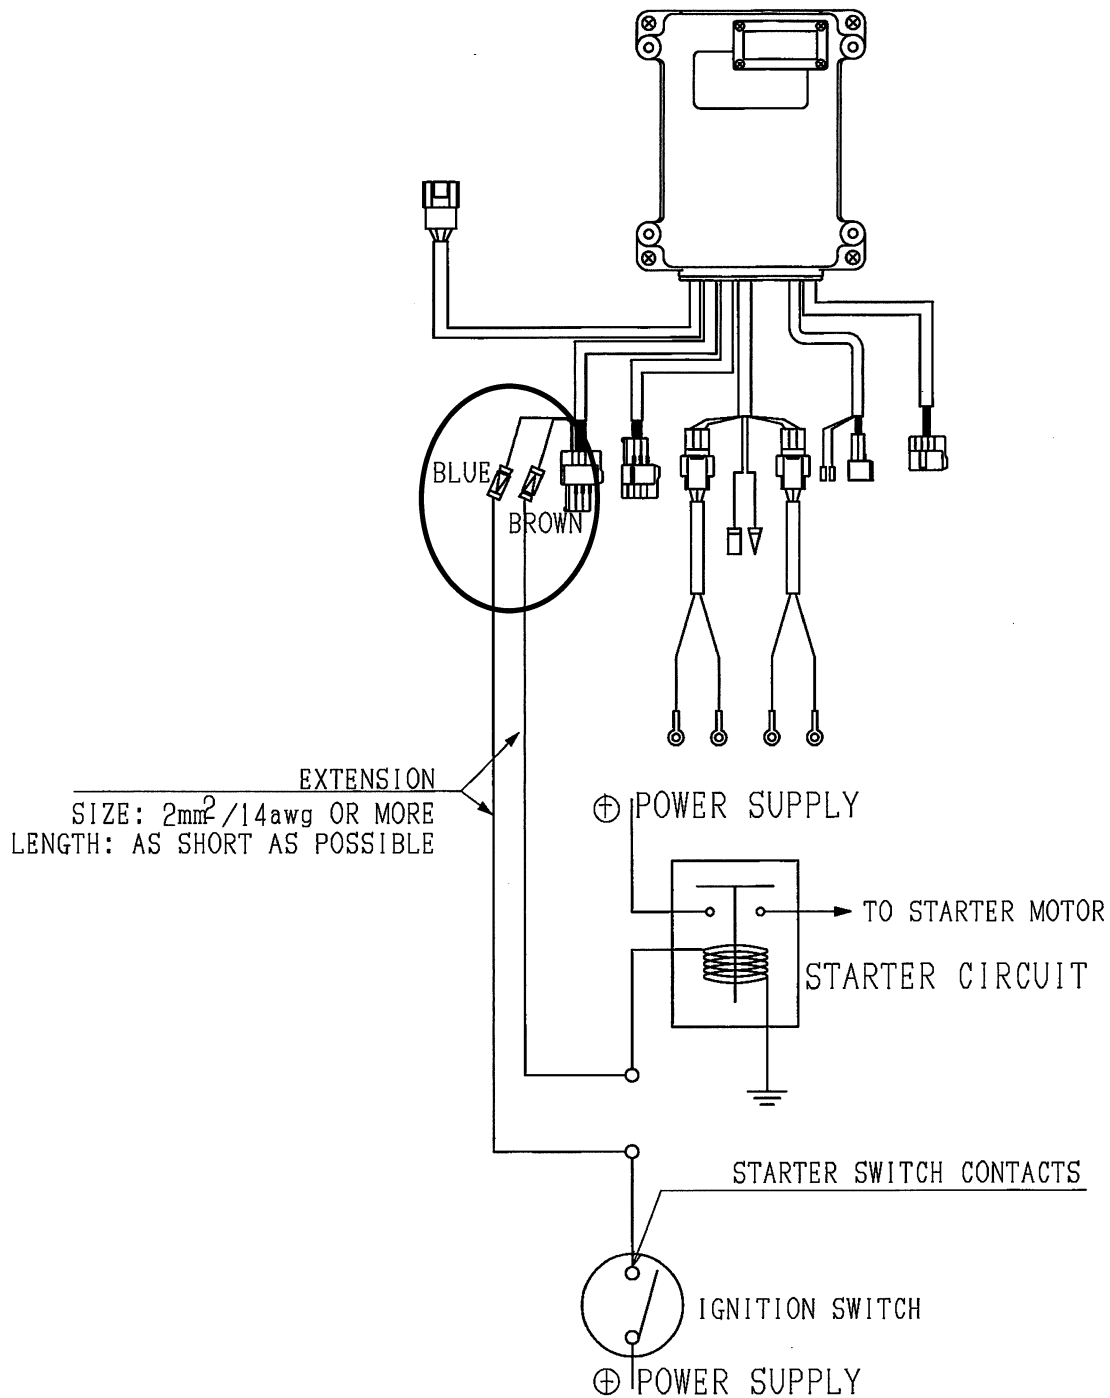 BLUE
BROWN
EXTENSION
SIZE: 2mm²/14awg OR MORE
LENGTH: AS SHORT AS POSSIBLE
⊕ POWER SUPPLY
TO STARTER MOTOR
STARTER CIRCUIT
STARTER SWITCH CONTACTS
IGNITION SWITCH
⊕ POWER SUPPLY